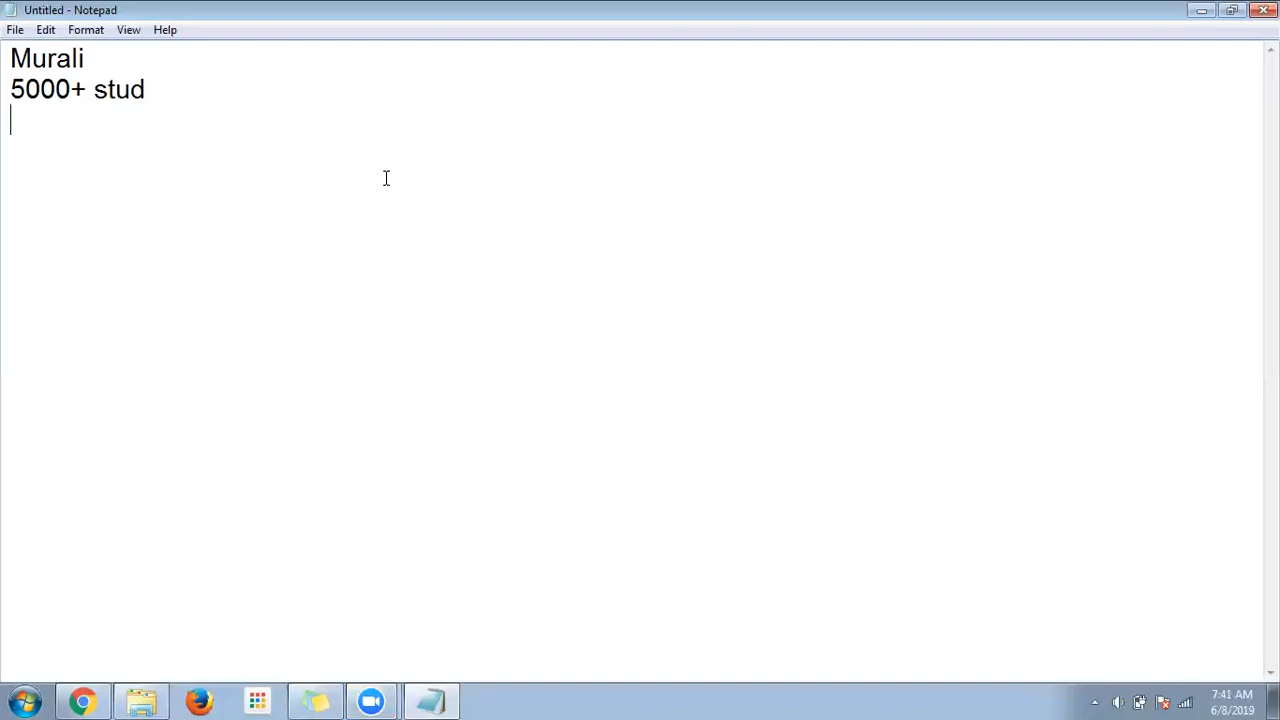 Untitled - Notepad
File Edit Format View Help
Murali
5000+ stud
7:41 AM
6/8/2019